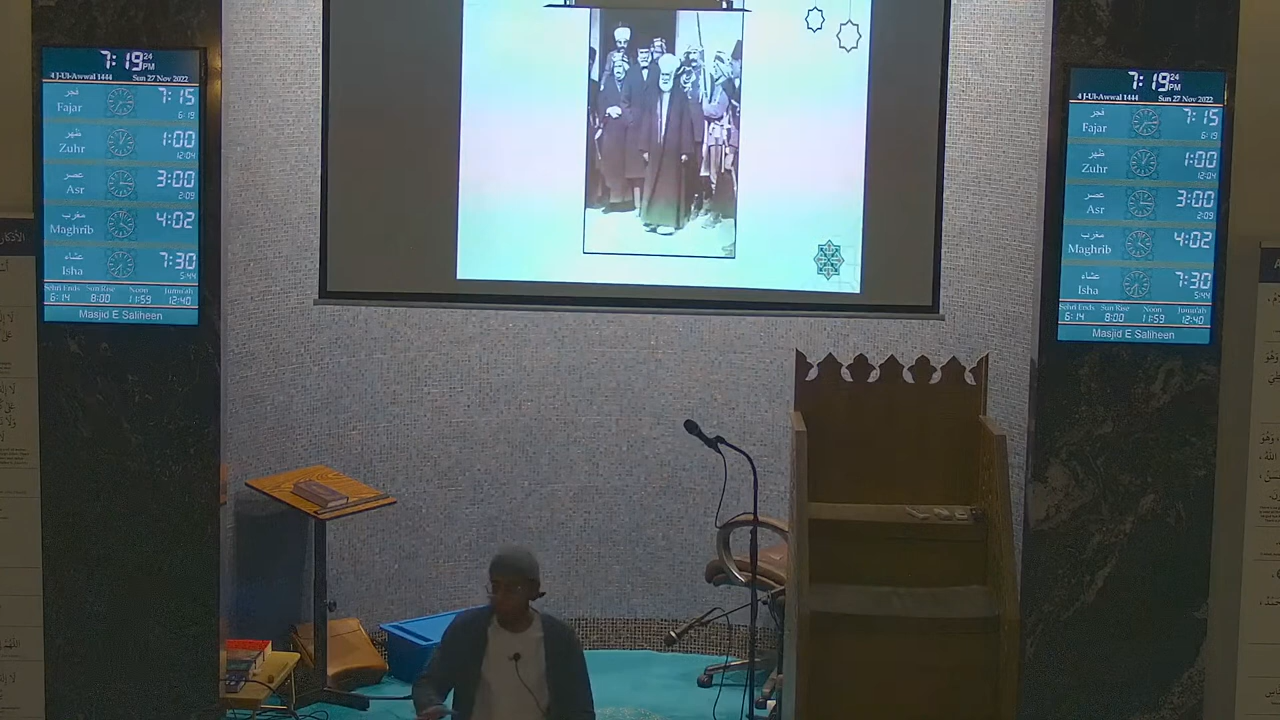 7:19 24 PM
4 J-Ul-Awwal 1444 Sun 27 Nov 2022
فجر
Fajar 7:15
6:19
ظهر
Zuhr 1:00
12:04
عصر
Asr 3:00
2:09
مغرب
Maghrib 4:02
عشاء
Isha 7:30
5:44
Sehri Ends Sun Rise Noon Jumu'ah
6:14 8:00 11:59 12:40
Masjid E Saliheen
7:19 24 PM
4 J-Ul-Awwal 1444 Sun 27 Nov 2022
فجر
Fajar 7:15
6:19
ظهر
Zuhr 1:00
12:04
عصر
Asr 3:00
2:09
مغرب
Maghrib 4:02
عشاء
Isha 7:30
5:44
Sehri Ends Sun Rise Noon Jumu'ah
6:14 8:00 11:59 12:40
Masjid E Saliheen